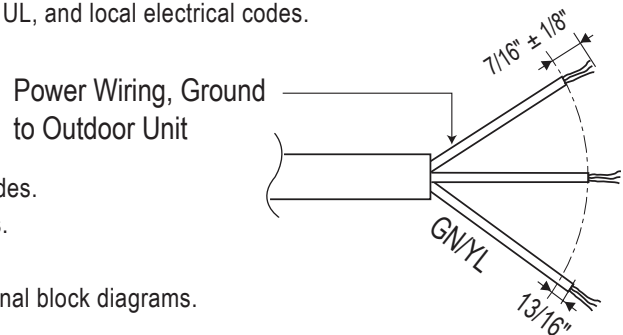 UL, and local electrical codes.
7/16" ± 1/8"
Power Wiring, Ground
to Outdoor Unit
GN/YL
13/16"
nal block diagrams.